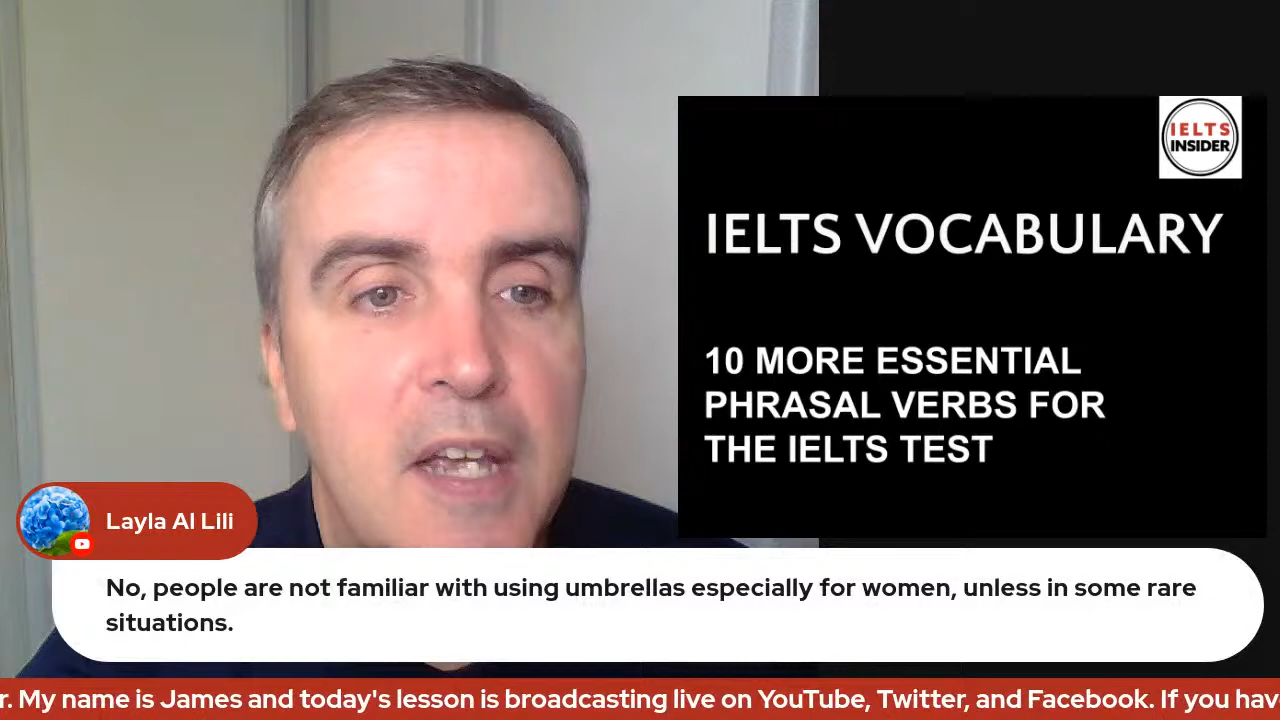 IELTS
INSIDER
IELTS VOCABULARY
10 MORE ESSENTIAL
PHRASAL VERBS FOR
THE IELTS TEST
Layla Al Lili
No, people are not familiar with using umbrellas especially for women, unless in some rare
situations.
r. My name is James and today's lesson is broadcasting live on YouTube, Twitter, and Facebook. If you hav